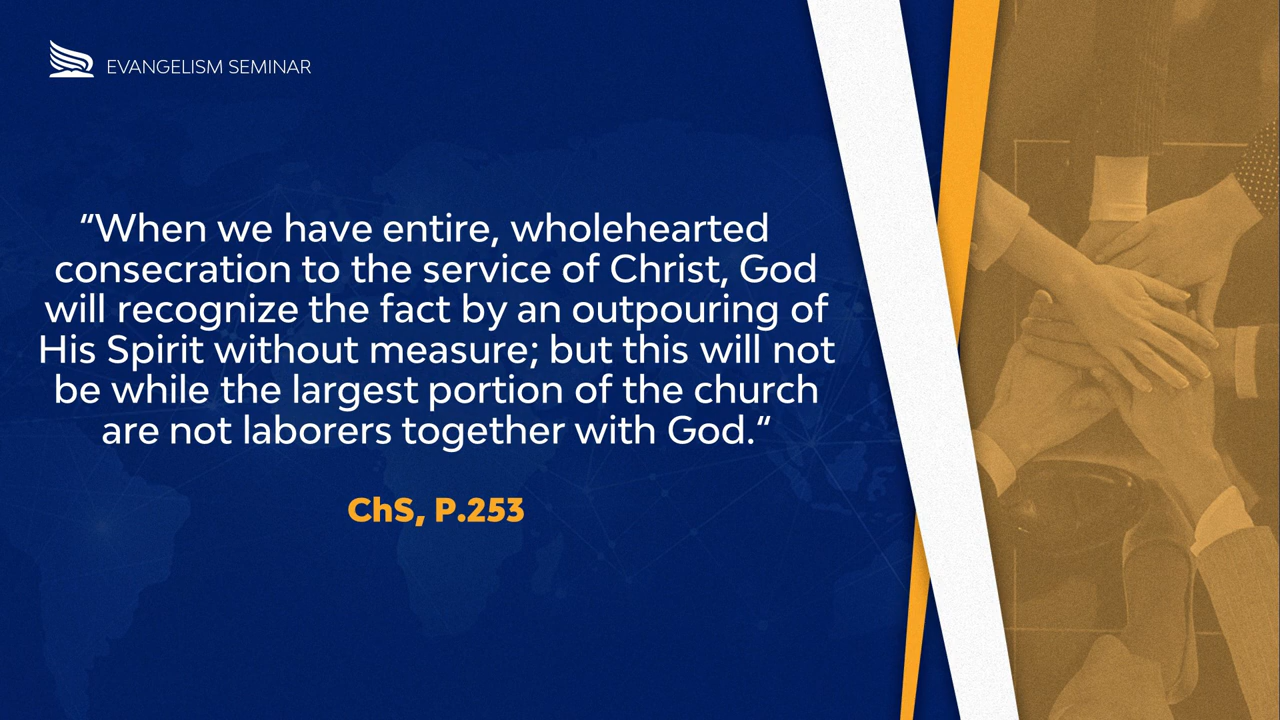 EVANGELISM SEMINAR
“When we have entire, wholehearted
consecration to the service of Christ, God
will recognize the fact by an outpouring of
His Spirit without measure; but this will not
be while the largest portion of the church
are not laborers together with God.“
ChS, P.253